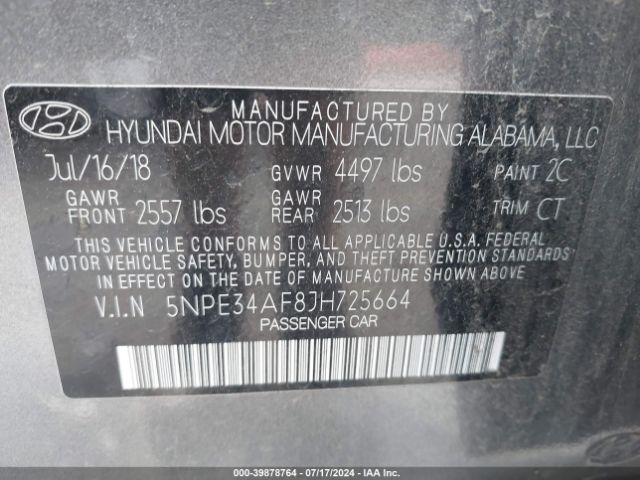 MANUFACTURED BY
HYUNDAI MOTOR MANUFACTURING ALABAMA, LLC
Jul/16/18 GVWR 4497 lbs PAINT 2C
GAWR FRONT 2557 lbs GAWR REAR 2513 lbs TRIM CT
THIS VEHICLE CONFORMS TO ALL APPLICABLE U.S.A. FEDERAL
MOTOR VEHICLE SAFETY, BUMPER, AND THEFT PREVENTION
STANDARDS IN EFFECT ON THE DATE OF MANUFACTURE SHOWN ABOVE
V.I.N 5NPE34AF8JH725664
PASSENGER CAR
000-39878764 / 07/17/2024 - IAA Inc.